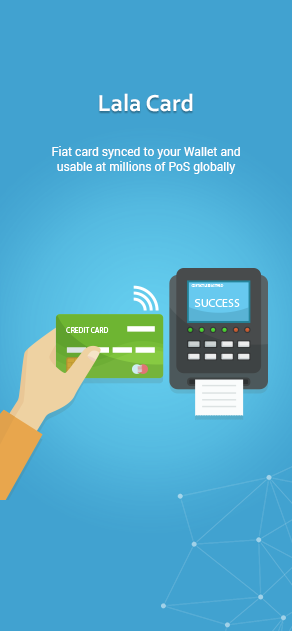 Lala Card
Fiat card synced to your Wallet and
usable at millions of PoS globally
SUCCESS
CREDIT CARD